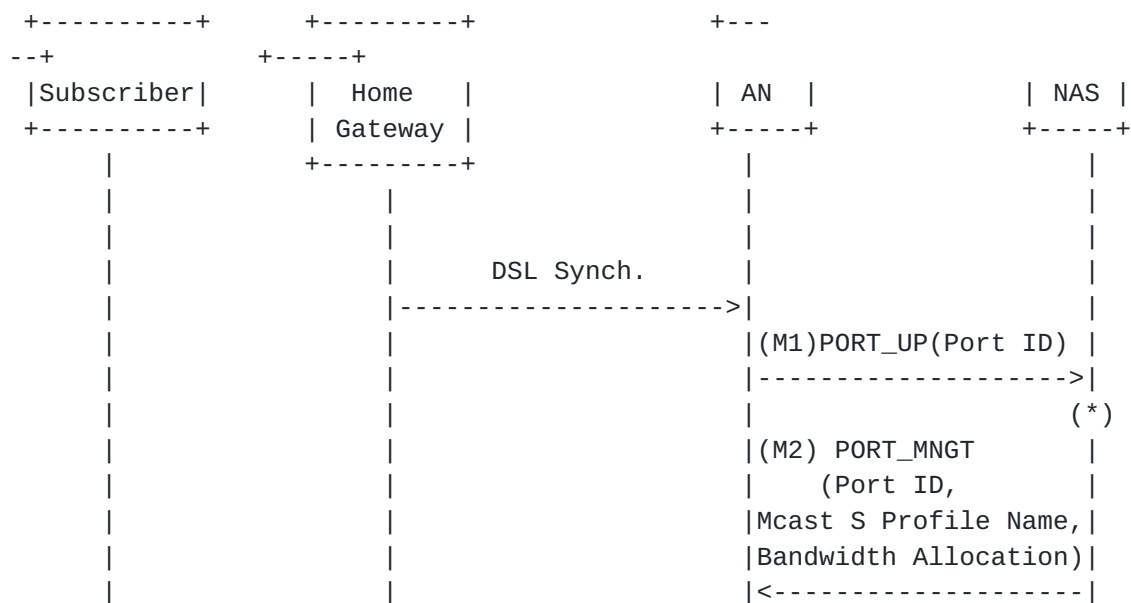 +----------+      +---------+               +---
--+             +-----+
|Subscriber|      |  Home   |               | AN  |             | NAS |
+----------+      | Gateway |               +-----+             +-----+
     |            +---------+                 |                     |
     |                 |                      |                     |
     |                 |                      |                     |
     |                 |      DSL Synch.      |                     |
     |                 |--------------------->|                     |
     |                 |                      |(M1)PORT_UP(Port ID) |
     |                 |                      |-------------------->|
     |                 |                      |                    (*)
     |                 |                      |(M2) PORT_MNGT       |
     |                 |                      |    (Port ID,        |
     |                 |                      |Mcast S Profile Name,|
     |                 |                      |Bandwidth Allocation)|
     |                 |                      |<--------------------|